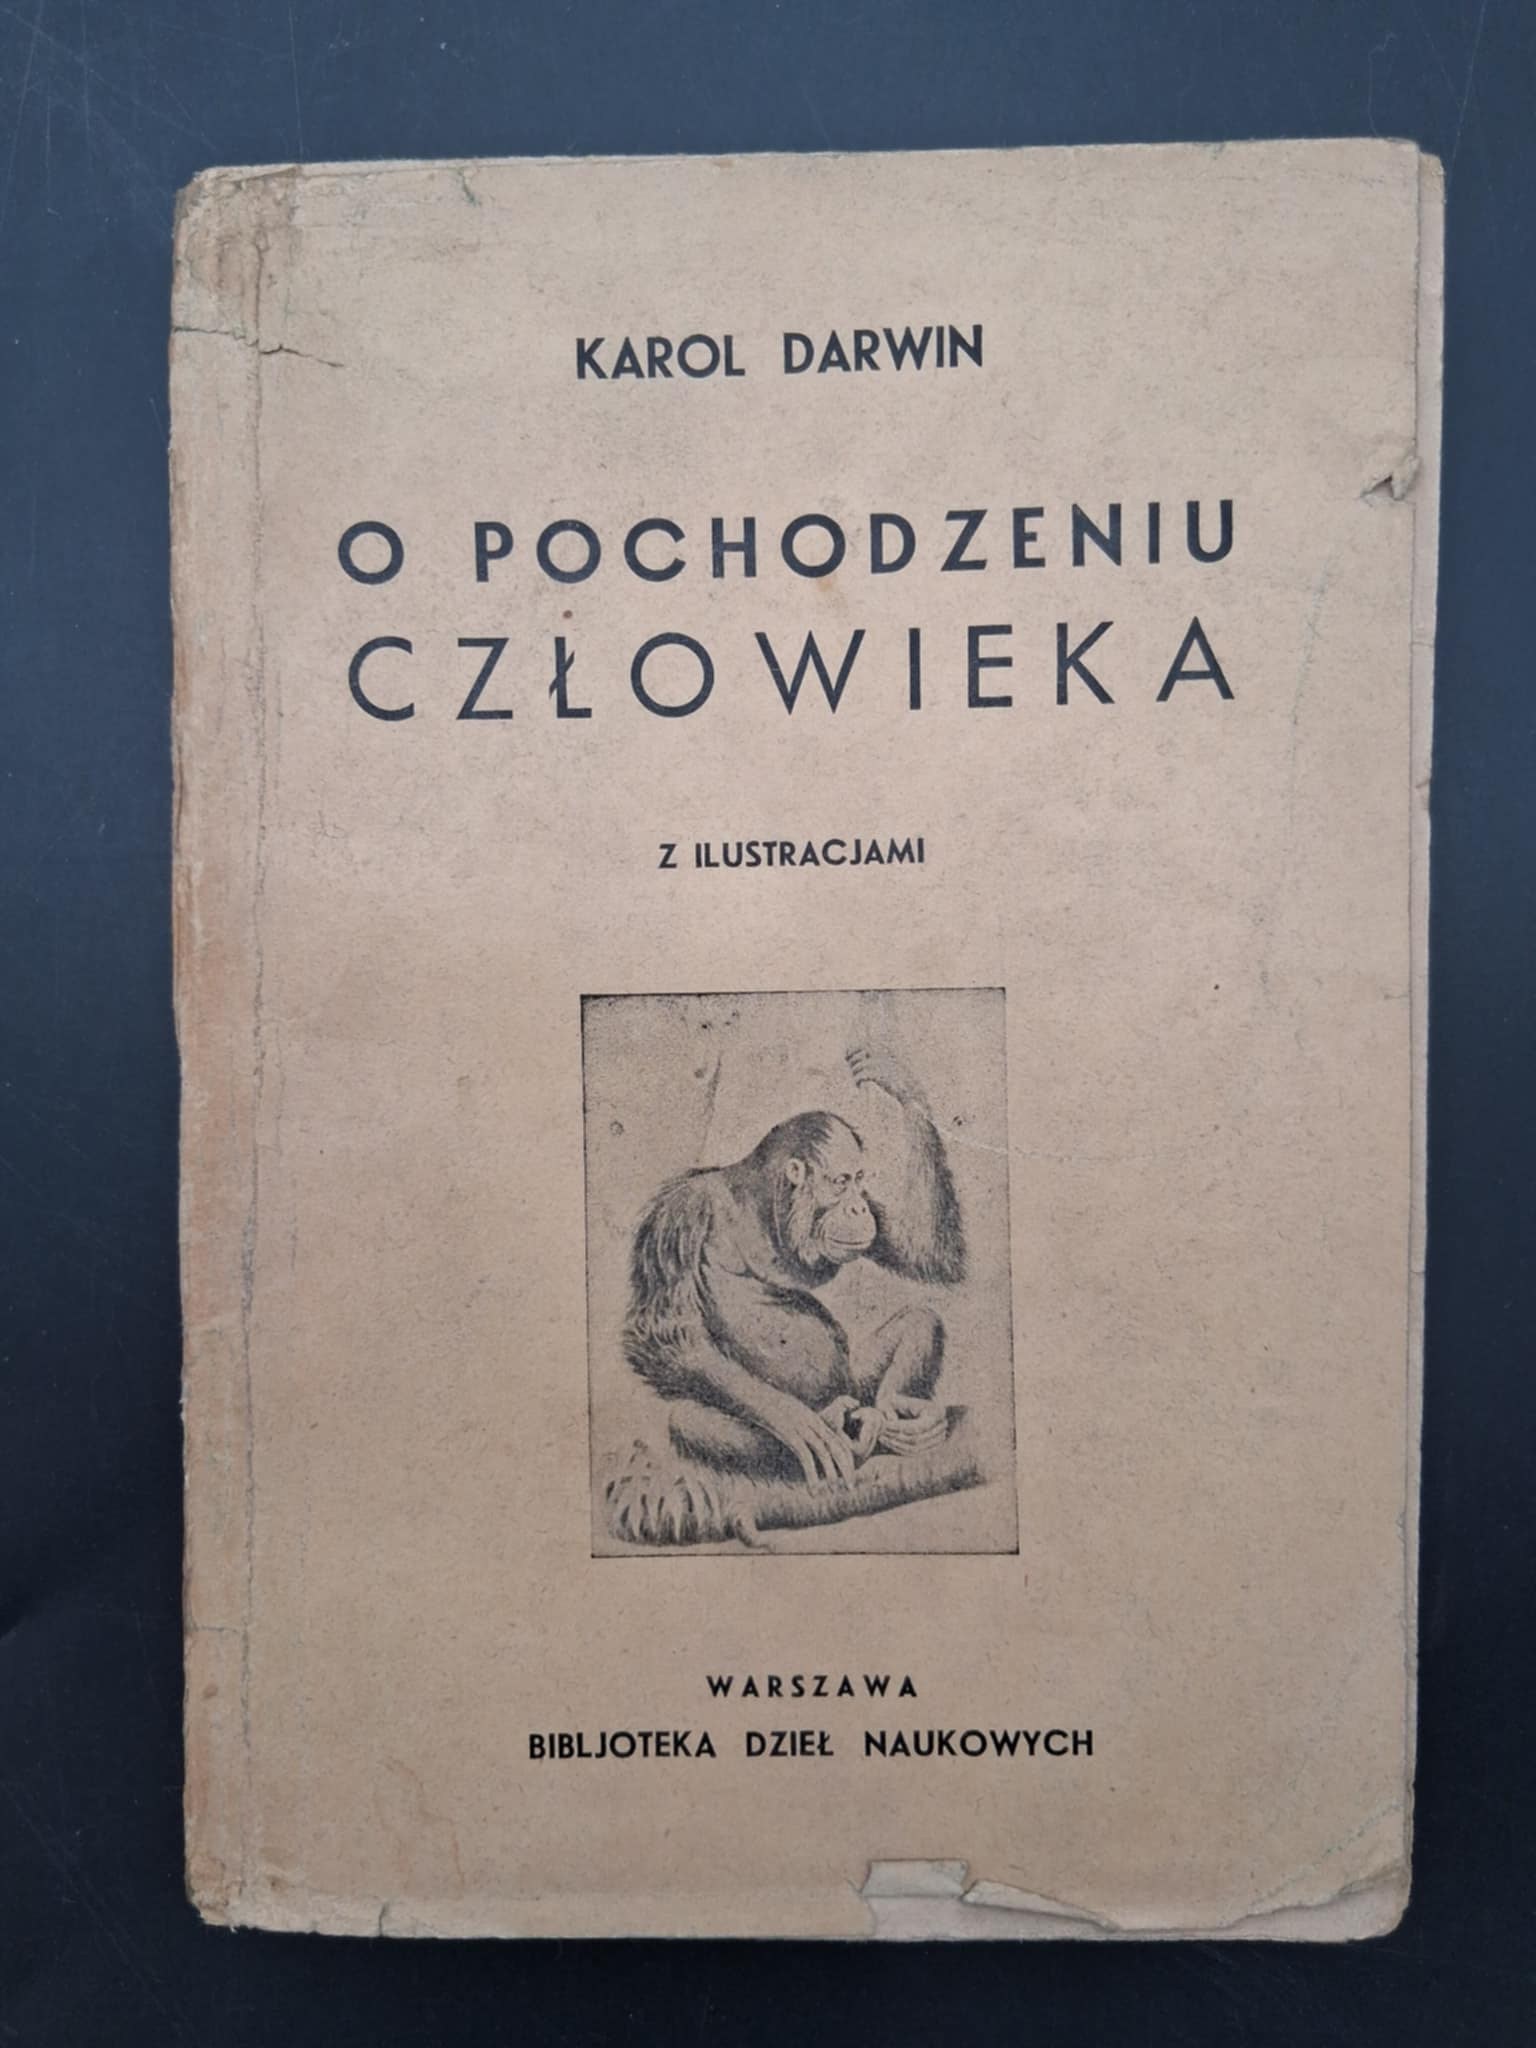 KAROL DARWIN
O POCHODZENIU
CZŁOWIEKA
Z ILUSTRACJAMI
WARSZAWA
BIBLJOTEKA DZIEŁ NAUKOWYCH